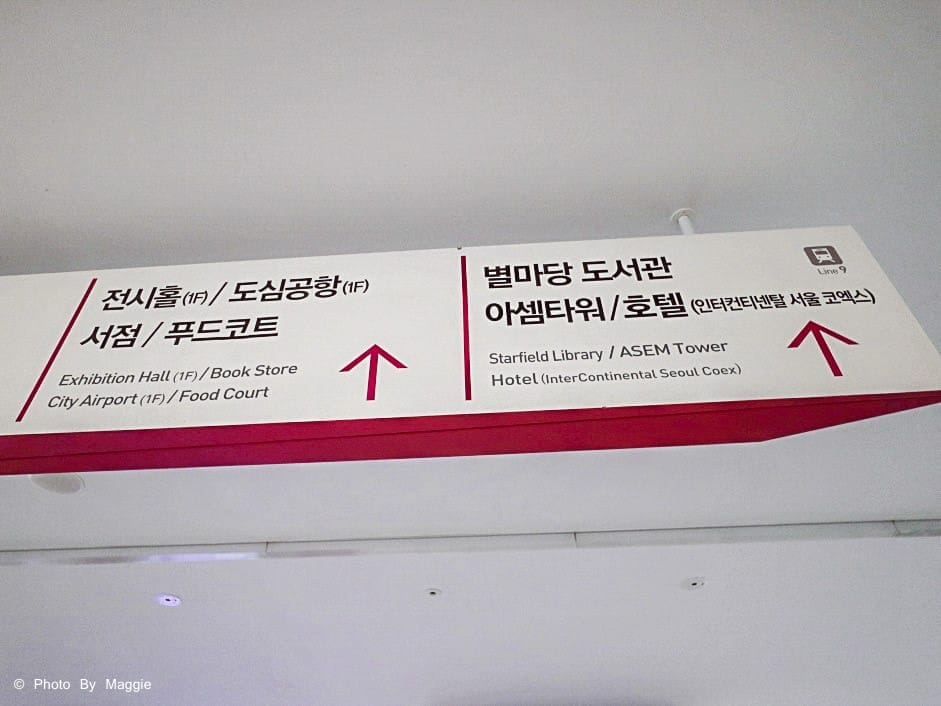 전시홀(1F) / 도심공항(1F)
서점 / 푸드코트
Exhibition Hall (1F) / Book Store
City Airport (1F) / Food Court
별마당 도서관
아셈타워 / 호텔 (인터컨티넨탈 서울 코엑스)
Starfield Library / ASEM Tower
Hotel (InterContinental Seoul Coex)
Line 9
© Photo By Maggie